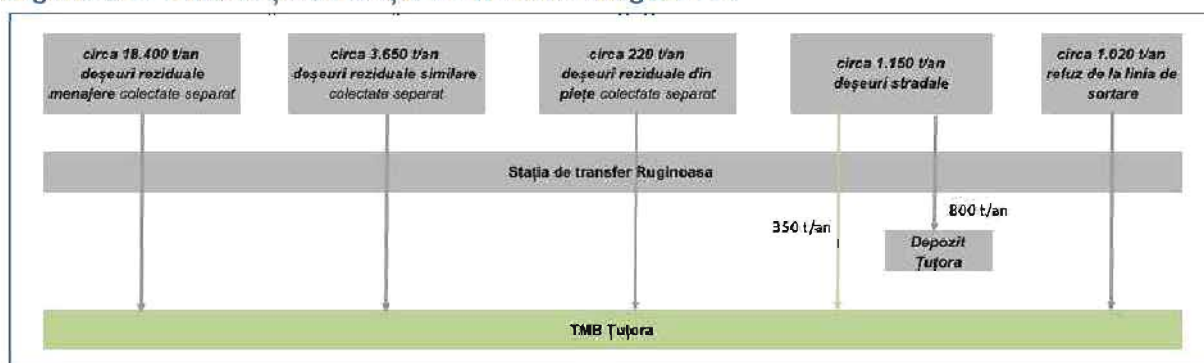 circa 18.400 t/an
deșeuri reziduale
menajere colectate separat
circa 3.650 t/an
deșeuri reziduale similare
colectate separat
circa 220 t/an
deșeuri reziduale din
piețe colectate separat
circa 1.150 t/an
deșeuri stradale
circa 1.020 t/an
refuz de la linia de
sortare
Stația de transfer Ruginoasa
350 t/an
800 t/an
Depozit
Țuțora
TMB Țuțora